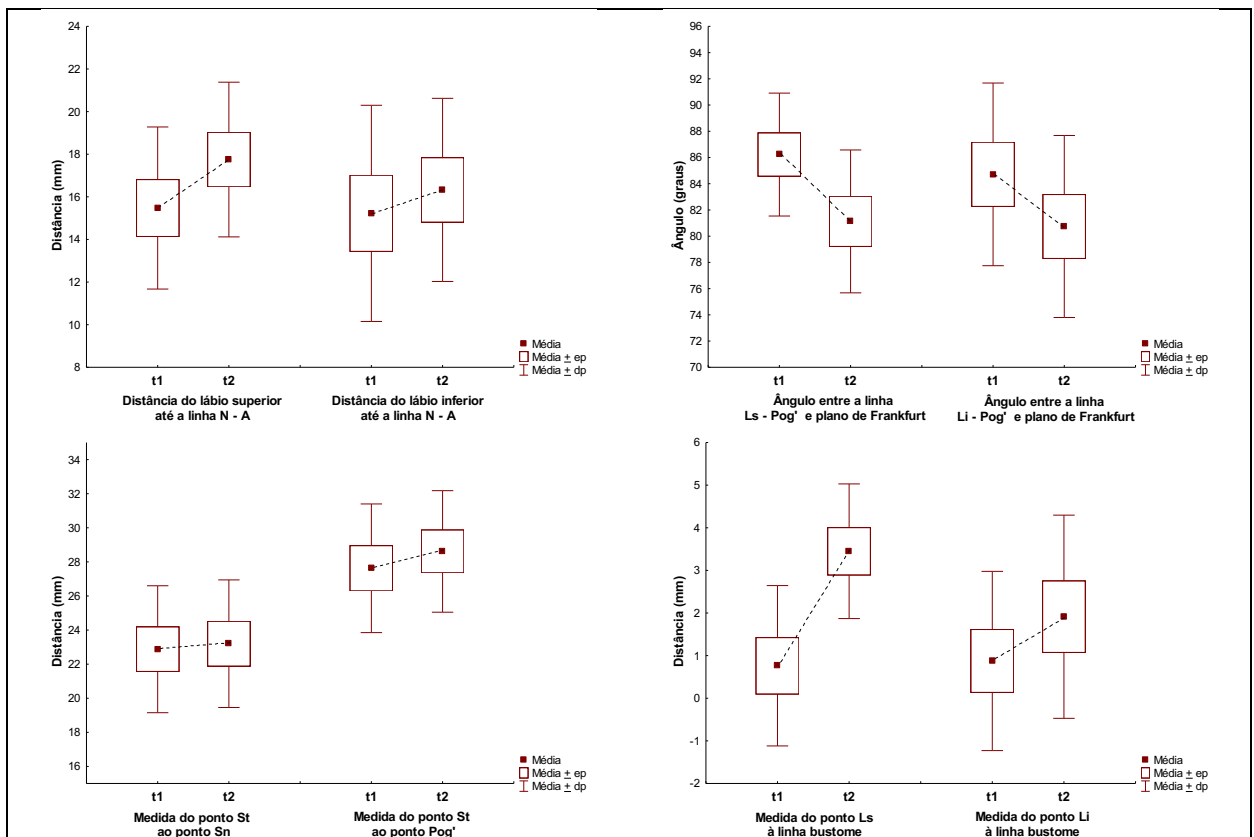 24
22
20
18
16
14
12
10
8
Distância (mm)
t1
t2
t1
t2
Distância do lábio superior
até a linha N - A
Distância do lábio inferior
até a linha N - A
Média
Média ± ep
Média ± dp
96
94
92
90
88
86
84
82
80
78
76
74
72
70
Ângulo (graus)
t1
t2
t1
t2
Ângulo entre a linha
Ls - Pog' e plano de Frankfurt
Ângulo entre a linha
Li - Pog' e plano de Frankfurt
Média
Média ± ep
Média ± dp
34
32
30
28
26
24
22
20
18
16
Distância (mm)
t1
t2
t1
t2
Medida do ponto St
ao ponto Sn
Medida do ponto St
ao ponto Pog'
Média
Média ± ep
Média ± dp
6
5
4
3
2
1
0
-1
-2
Distância (mm)
t1
t2
t1
t2
Medida do ponto Ls
à linha bustome
Medida do ponto Li
à linha bustome
Média
Média ± ep
Média ± dp